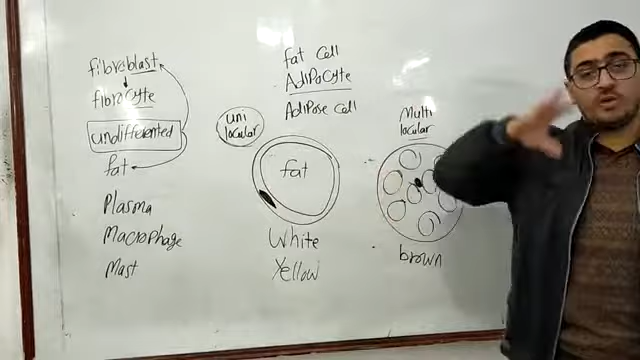 fibroblast
fibrocyte
undifferented
fat
Plasma
Macrophage
Mast
fat Cell
AdiPoCyte
AdiPose cell
uni
locular
fat
White
Yellow
Multi
locular
brown